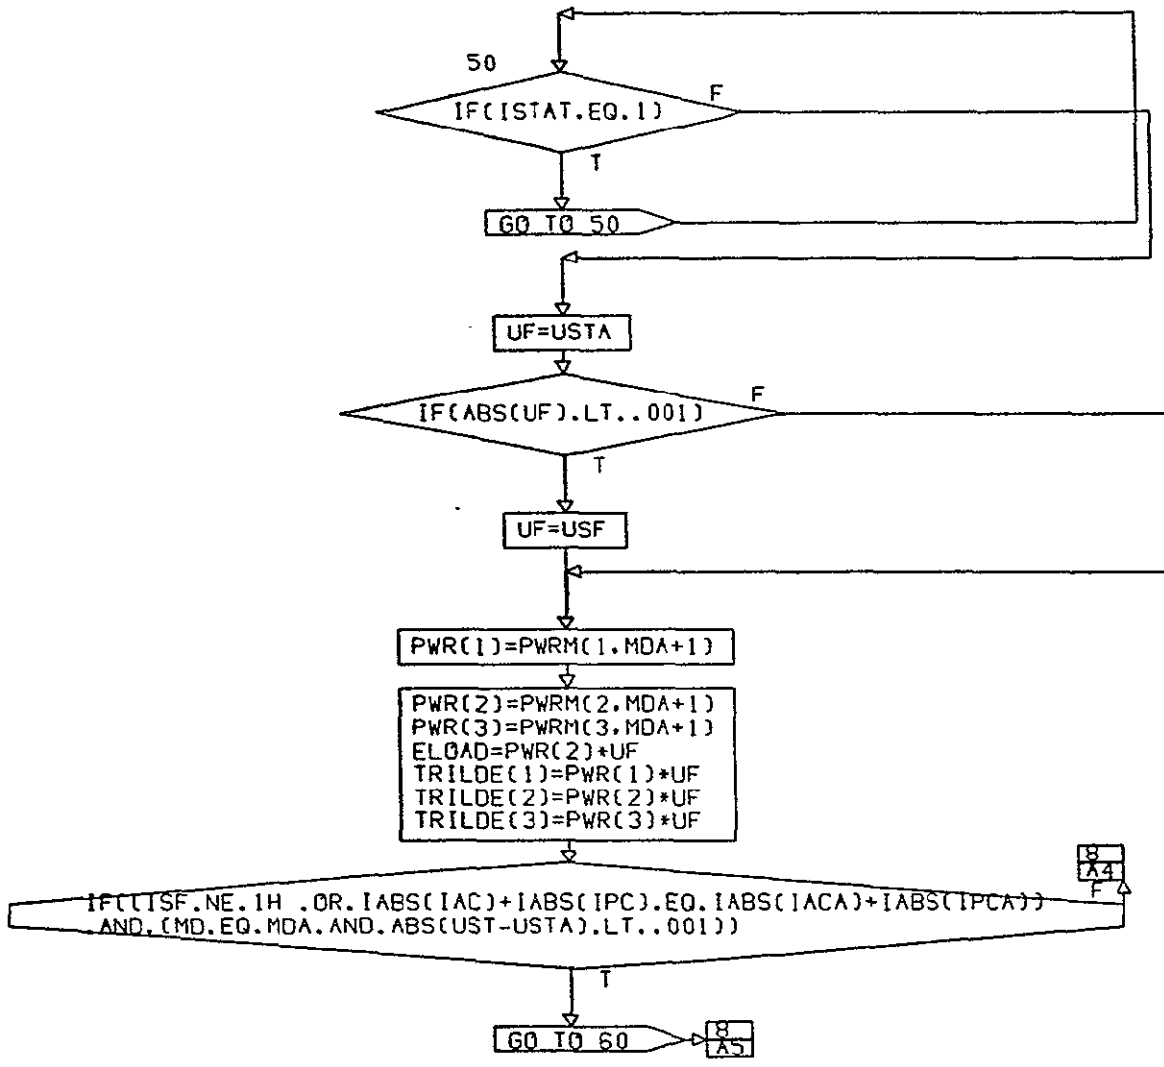 50
IF(ISTAT.EQ.1)
F
T
GO TO 50
UF=USTA
IF(ABS(UF).LT..001)
F
T
UF=USF
PWR(1)=PWRM(1,MDA+1)
PWR(2)=PWRM(2,MDA+1)
PWR(3)=PWRM(3,MDA+1)
ELOAD=PWR(2)*UF
TRILDE(1)=PWR(1)*UF
TRILDE(2)=PWR(2)*UF
TRILDE(3)=PWR(3)*UF
8
A4
F
IF((ISF.NE.1H .OR.IABS(IAC)+IABS(IPC).EQ.IABS(IACA)+IABS(IPCA))
.AND.(MD.EQ.MDA.AND.ABS(UST-USTA).LT..001))
T
GO TO 60
8
A5